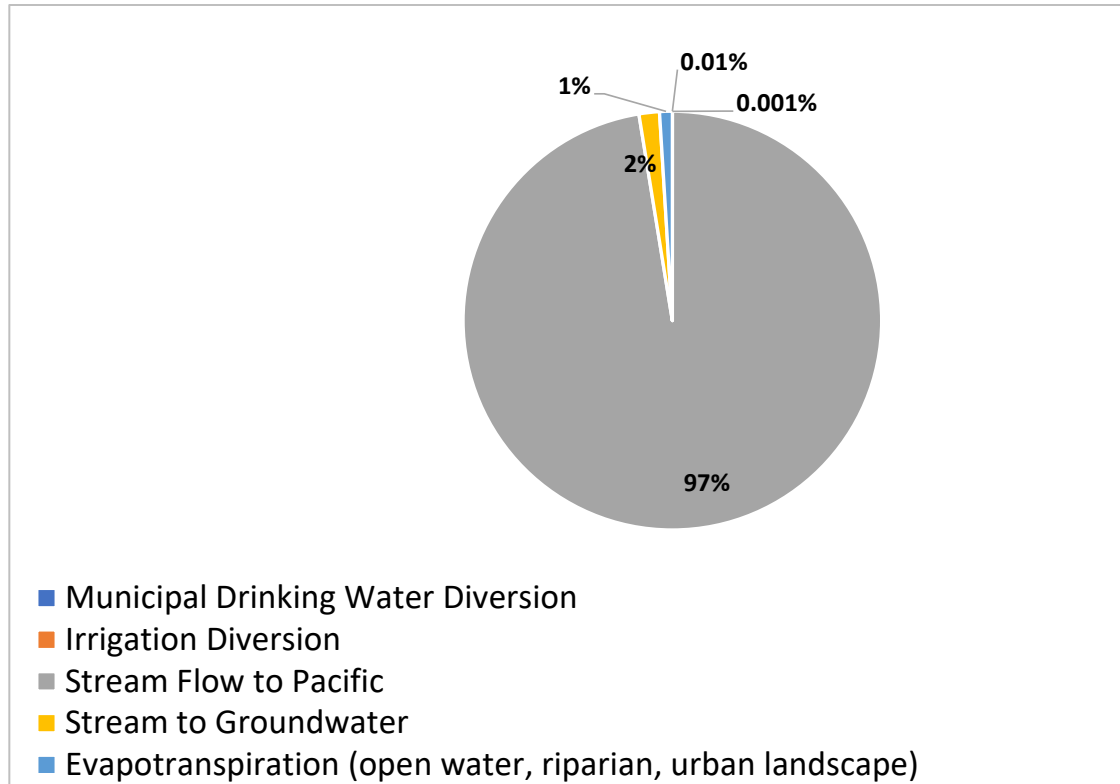 0.01%
1%
0.001%
2%
97%
Municipal Drinking Water Diversion
Irrigation Diversion
Stream Flow to Pacific
Stream to Groundwater
Evapotranspiration (open water, riparian, urban landscape)